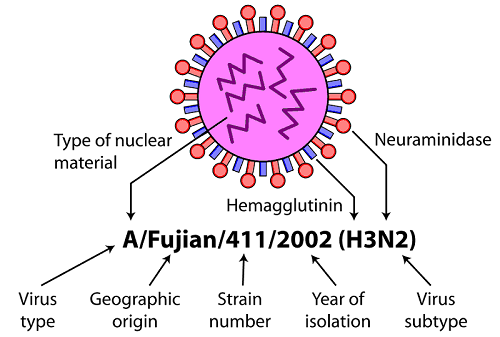 Type of nuclear
material
Neuraminidase
Hemagglutinin
A/Fujian/411/2002 (H3N2)
Virus
type
Geographic
origin
Strain
number
Year of
isolation
Virus
subtype